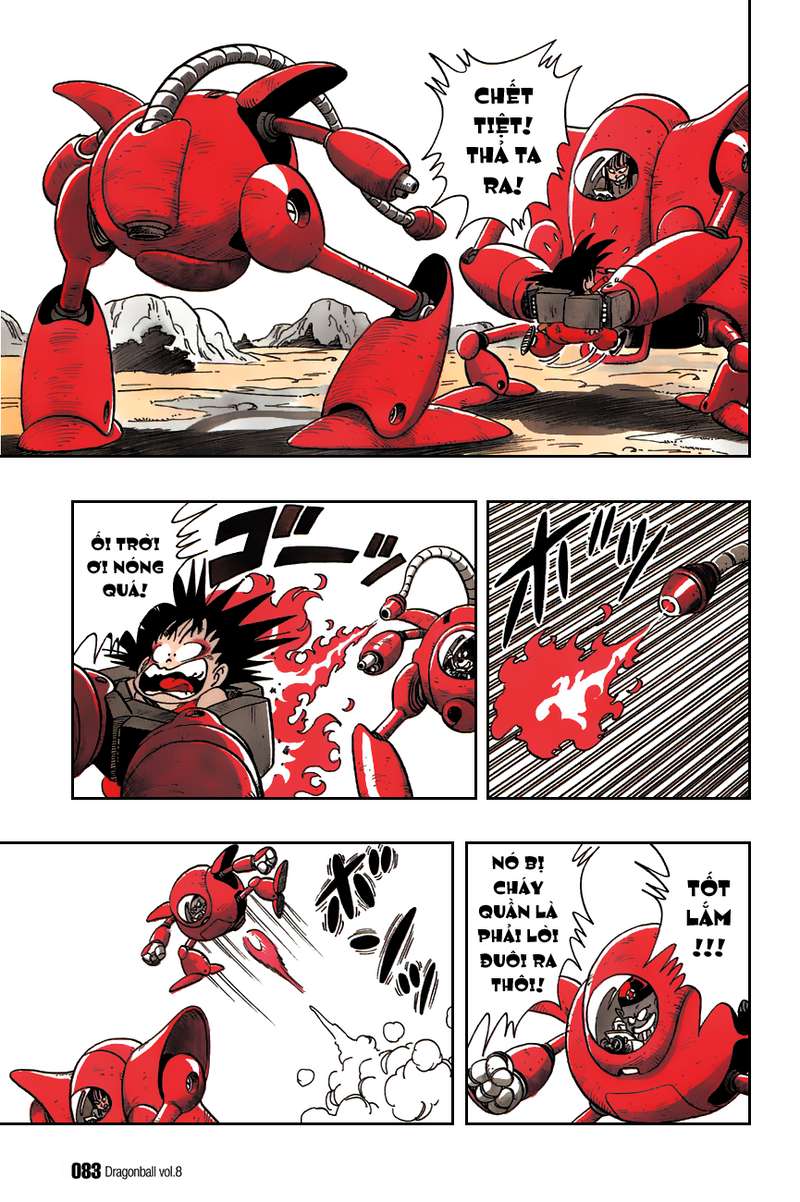 CHẾT
TIỆT!
THẢ TA
RA!
ボッ
ゴーッ
ỐI TRỜI
ƠI NÓNG
QUÁ!
TỐT
LẮM
!!!
NÓ BỊ
CHÁY
QUẦN LÀ
PHẢI LÒI
ĐUÔI RA
THÔI!
083 Dragonball vol.8